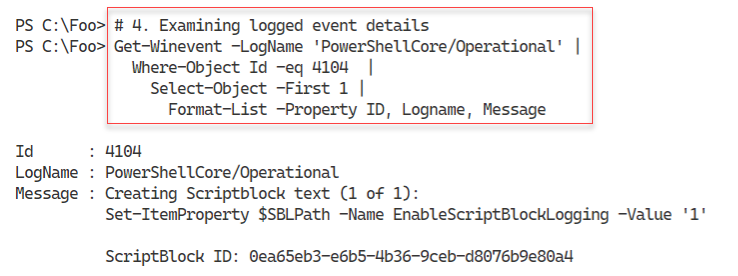 PS C:\Foo> # 4. Examining logged event details
PS C:\Foo> Get-Winevent -LogName 'PowerShellCore/Operational' |
Where-Object Id -eq 4104 |
Select-Object -First 1 |
Format-List -Property ID, Logname, Message
Id : 4104
LogName : PowerShellCore/Operational
Message : Creating Scriptblock text (1 of 1):
Set-ItemProperty $SBLPath -Name EnableScriptBlockLogging -Value '1'
ScriptBlock ID: 0ea65eb3-e6b5-4b36-9ceb-d8076b9e80a4